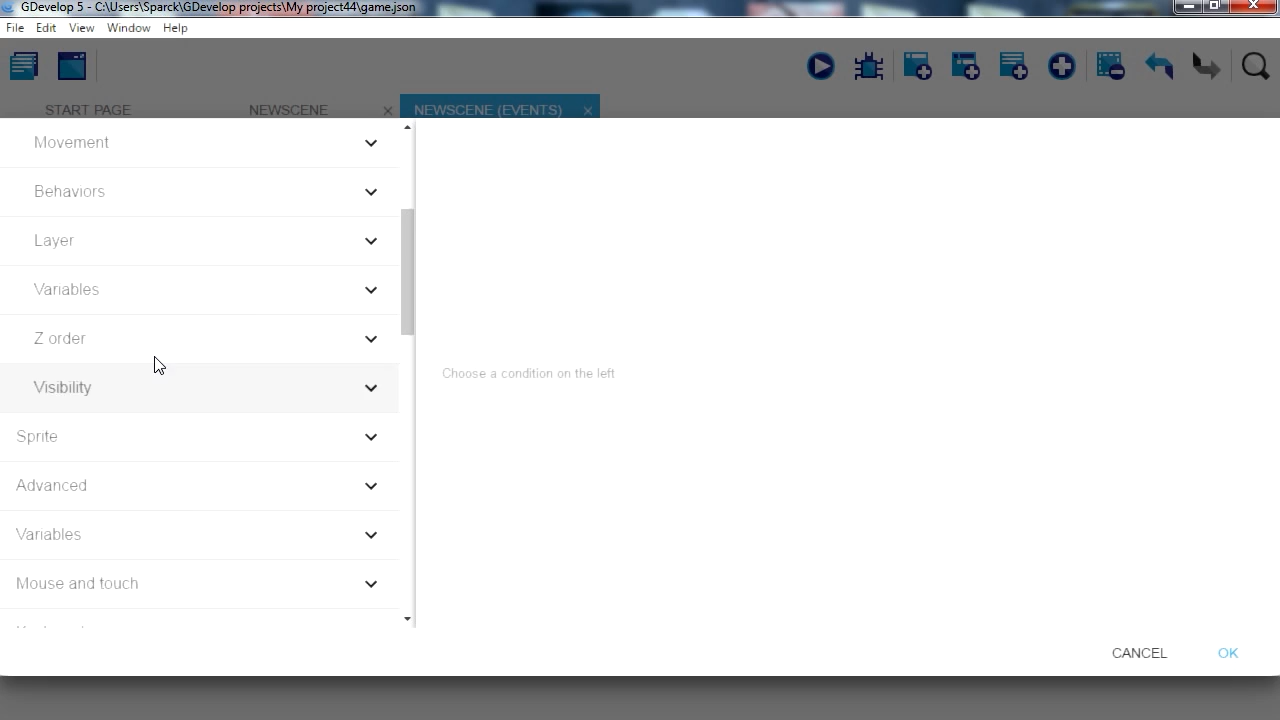 GDevelop 5 - C:\Users\Sparck\GDevelop projects\My project44\game.json
File Edit View Window Help
START PAGE NEWSCENE NEWSCENE (EVENTS)
Movement
Behaviors
Layer
Variables
Z order
Visibility
Sprite
Advanced
Variables
Mouse and touch
Choose a condition on the left
CANCEL OK